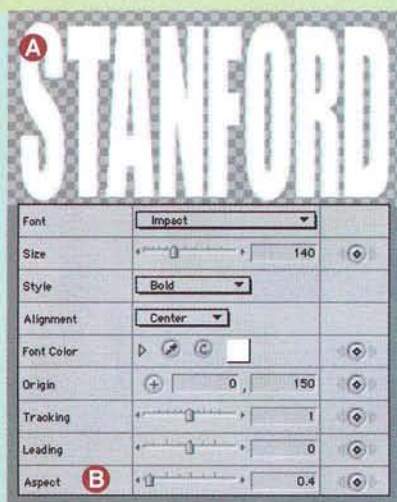 A
STANFORD
Font Impact
Size 140
Style Bold
Alignment Center
Font Color C
Origin 0 , 150
Tracking 1
Leading 0
Aspect B 0.4